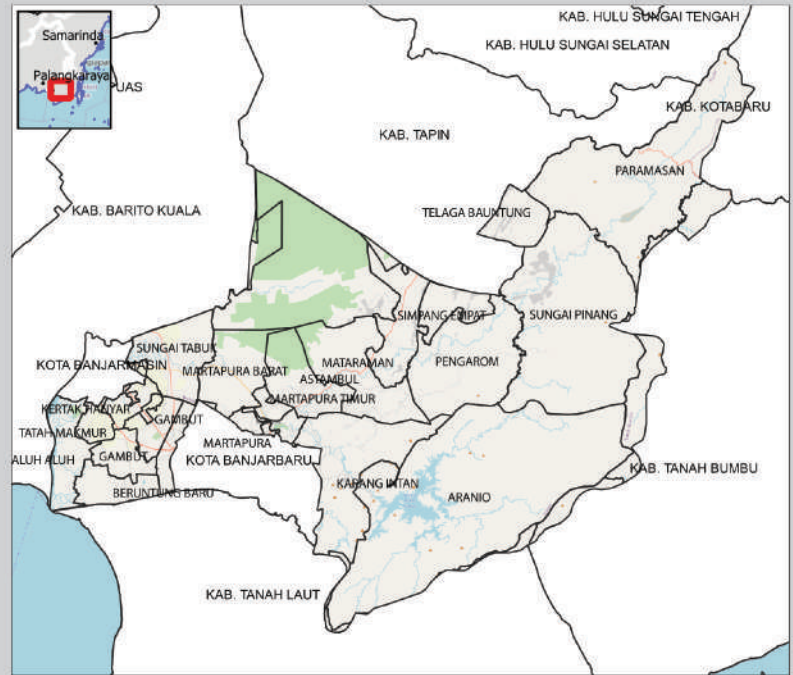 KAB. HULU SUNGAI TENGAH
Samarinda
KAB. HULU SUNGAI SELATAN
Palangkaraya
UAS
KAB. KOTABARU
KAB. TAPIN
PARAMASAN
KAB. BARITO KUALA
TELAGA BAUNTUNG
SIMPANG EMPAT
SUNGAI PINANG
SUNGAI TABUK
KOTA BANJARMASIN
MATARAMAN
PENGAROM
MARTAPURA BARAT
ASTAMBUL
MARTAPURA TIMUR
KERTAK HANYAR
GAMBUT
TATAH MAKMUR
MARTAPURA
ALUH ALUH
GAMBUT
KOTA BANJARBARU
KAB. TANAH BUMBU
KARANG INTAN
BERUNTUNG BARU
ARANIO
KAB. TANAH LAUT